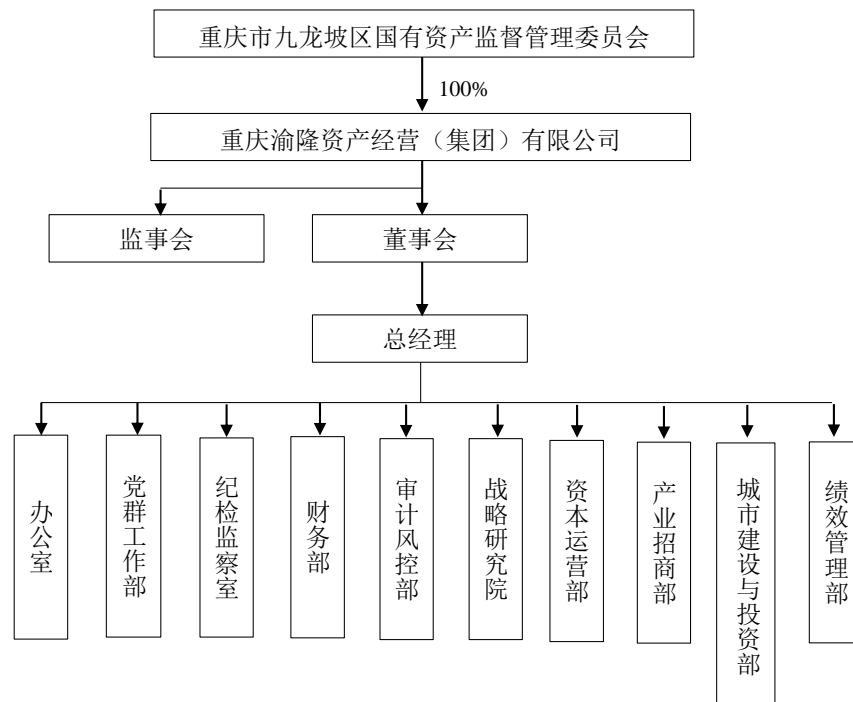 重庆市九龙坡区国有资产监督管理委员会
100%
重庆渝隆资产经营（集团）有限公司
监事会
董事会
总经理
办公室
党群工作部
纪检监察室
财务部
审计风控部
战略研究院
资本运营部
产业招商部
城市建设与投资部
绩效管理部